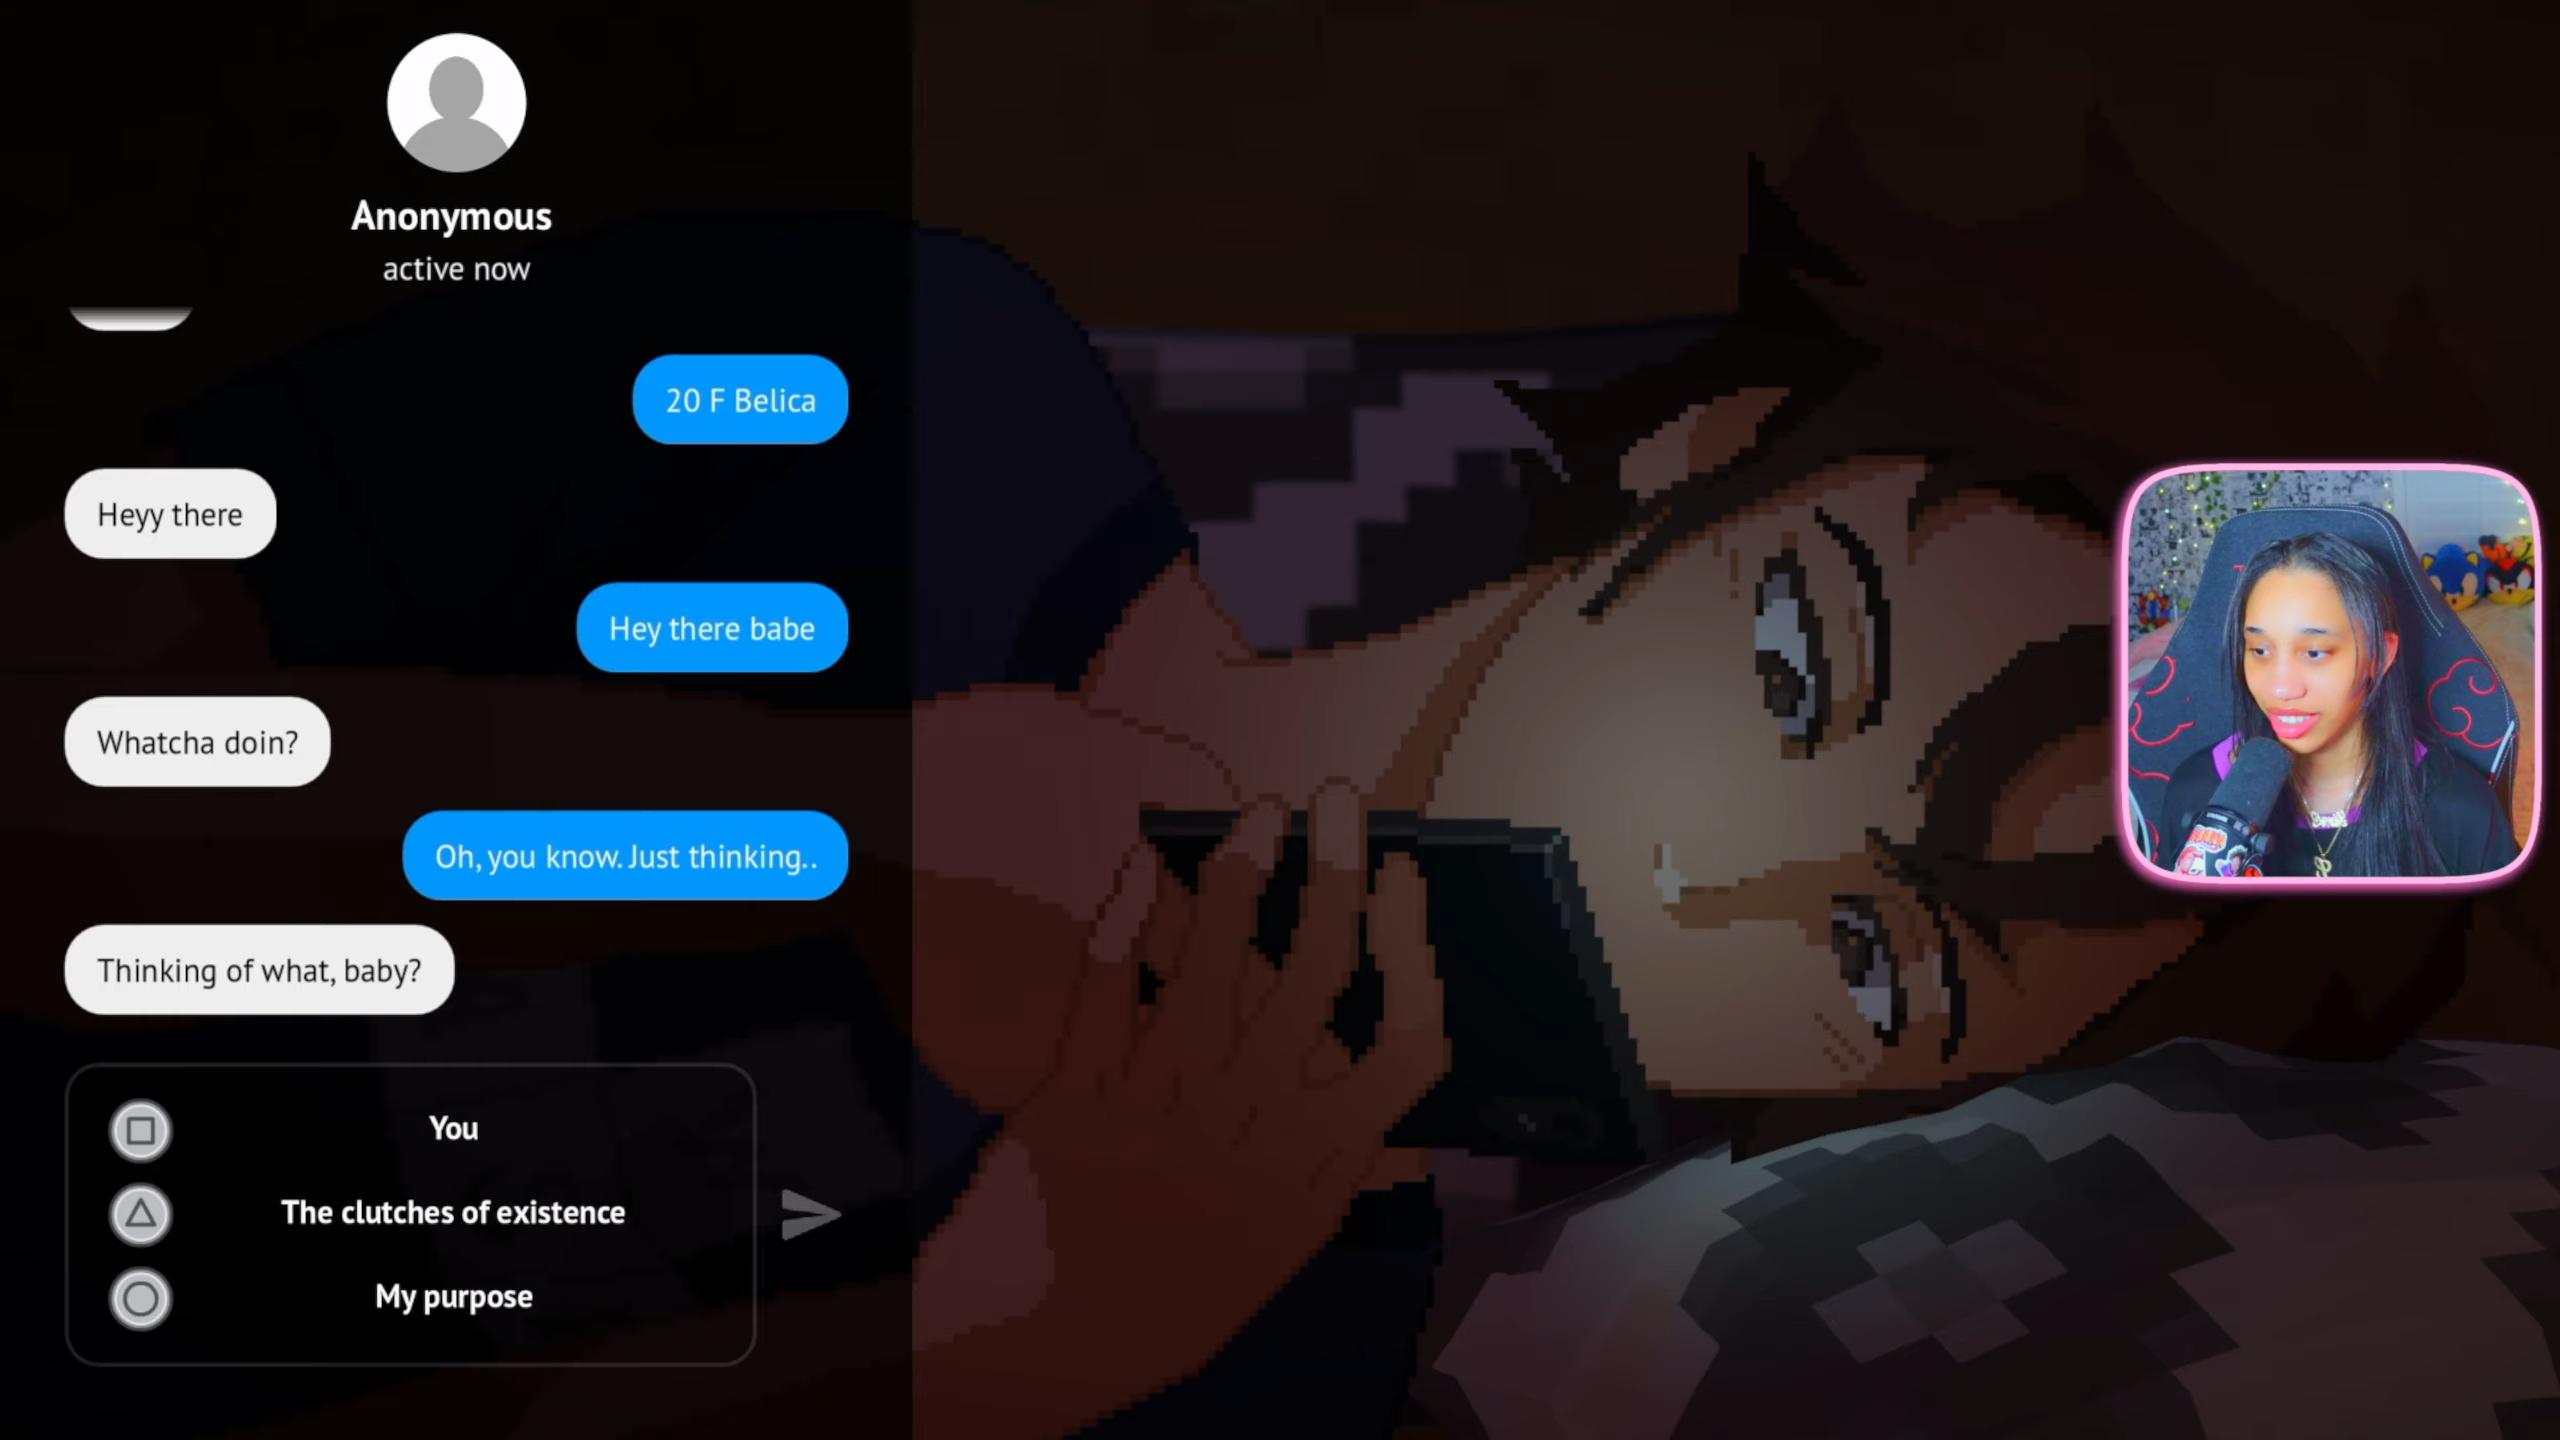 Anonymous
active now
20 F Belica
Heyy there
Hey there babe
Whatcha doin?
Oh, you know. Just thinking..
Thinking of what, baby?
You
The clutches of existence
My purpose